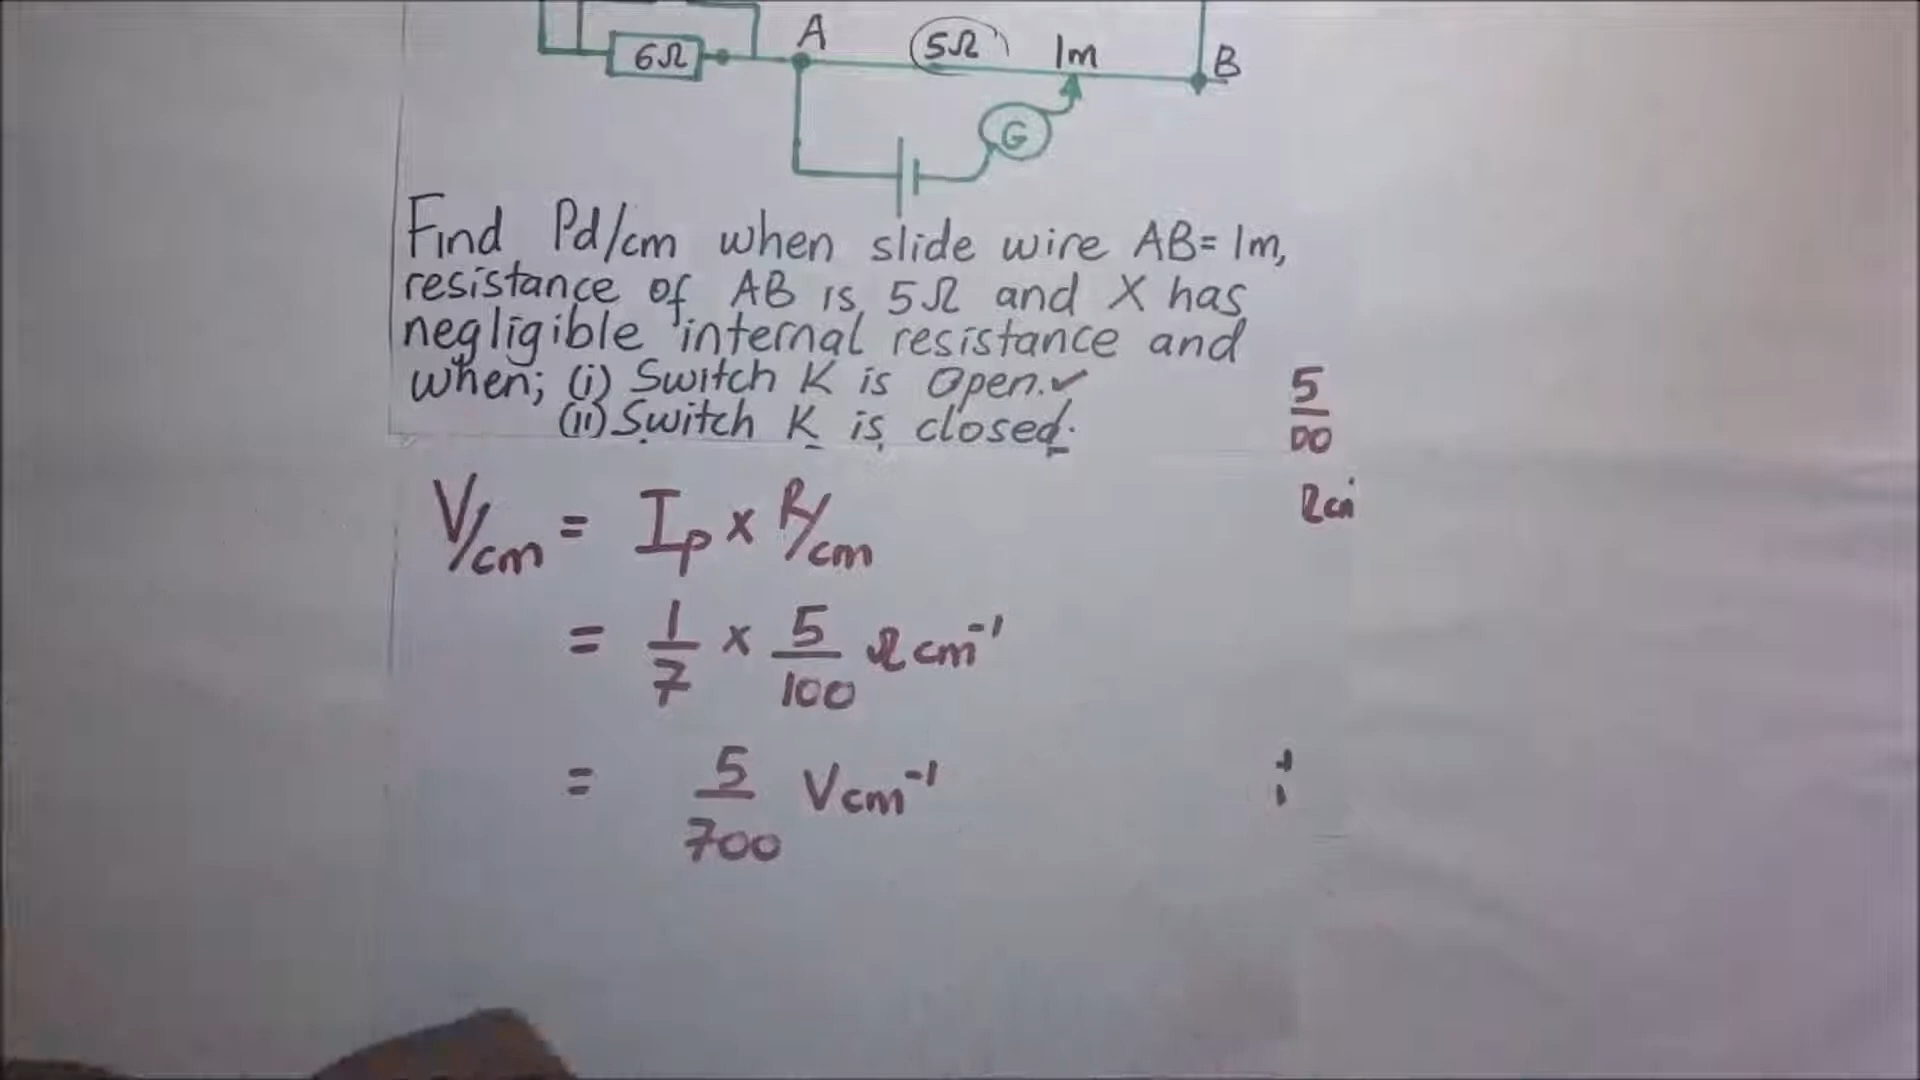 A 5Ω 1m B
6Ω
G
Find Pd/cm when slide wire AB = 1m,
resistance of AB is 5Ω and X has
negligible internal resistance and
when; (i) Switch K is Open. ✓
(ii) Switch K is closed.
5
00
Ωcm
V/cm = Ip x R/cm
= 1/7 x 5/100 Ωcm⁻¹
= 5/700 Vcm⁻¹